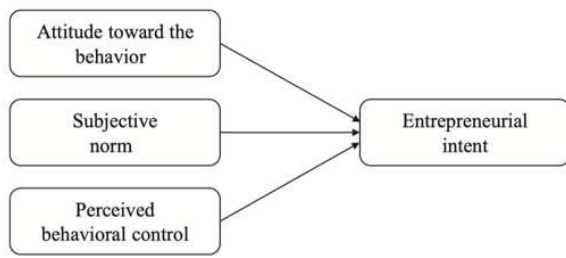 Attitude toward the
behavior
Subjective
norm
Perceived
behavioral control
Entrepreneurial
intent